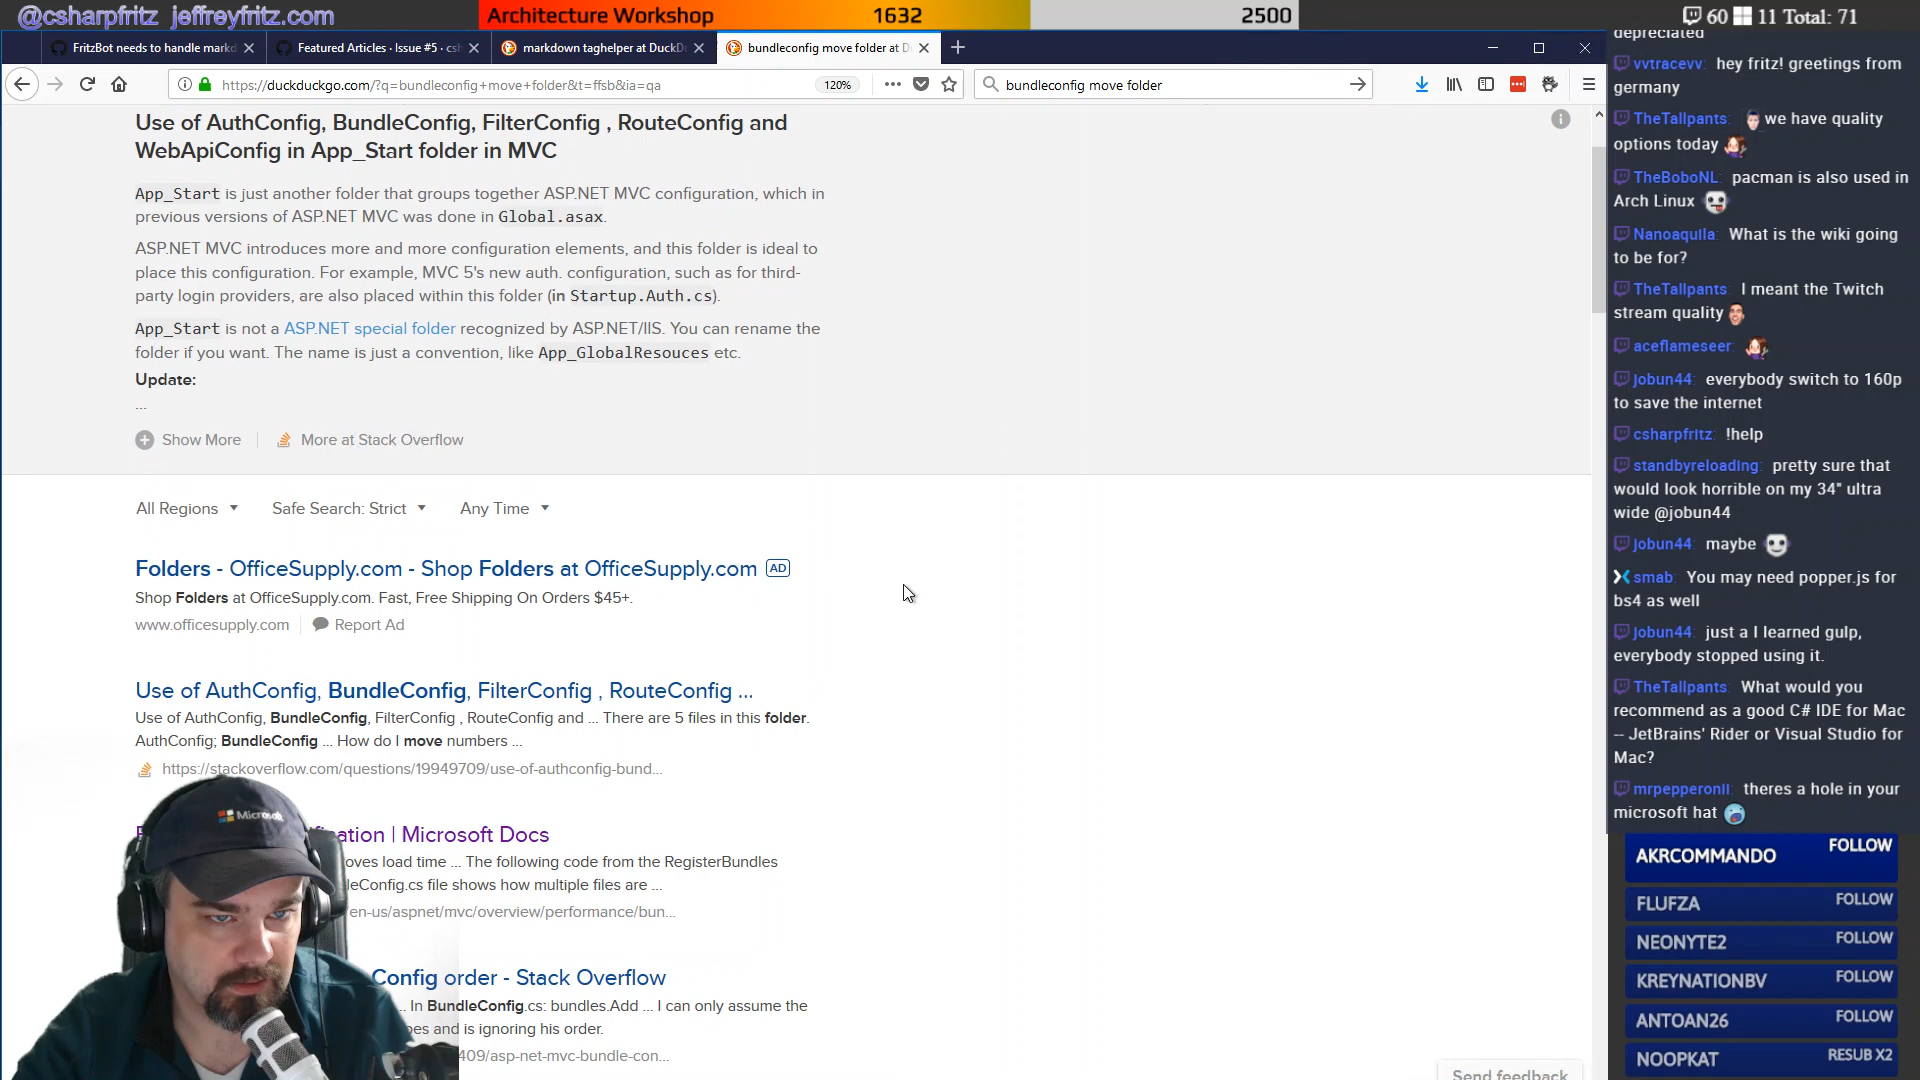 @csharpfritz jeffreyfritz.com
Architecture Workshop 1632 2500
60 11 Total: 71
FritzBot needs to handle markd
Featured Articles · Issue #5 · csh
markdown taghelper at DuckDu
bundleconfig move folder at D
https://duckduckgo.com/?q=bundleconfig+move+folder&t=ffsb&ia=qa
120%
bundleconfig move folder
Use of AuthConfig, BundleConfig, FilterConfig , RouteConfig and
WebApiConfig in App_Start folder in MVC
App_Start is just another folder that groups together ASP.NET MVC configuration, which in
previous versions of ASP.NET MVC was done in Global.asax.
ASP.NET MVC introduces more and more configuration elements, and this folder is ideal to
place this configuration. For example, MVC 5's new auth. configuration, such as for third-
party login providers, are also placed within this folder (in Startup.Auth.cs).
App_Start is not a ASP.NET special folder recognized by ASP.NET/IIS. You can rename the
folder if you want. The name is just a convention, like App_GlobalResouces etc.
Update:
...
Show More
More at Stack Overflow
All Regions
Safe Search: Strict
Any Time
Folders - OfficeSupply.com - Shop Folders at OfficeSupply.com AD
Shop Folders at OfficeSupply.com. Fast, Free Shipping On Orders $45+.
www.officesupply.com
Report Ad
Use of AuthConfig, BundleConfig, FilterConfig , RouteConfig ...
Use of AuthConfig, BundleConfig, FilterConfig , RouteConfig and ... There are 5 files in this folder.
AuthConfig; BundleConfig ... How do I move numbers ...
https://stackoverflow.com/questions/19949709/use-of-authconfig-bund...
ation | Microsoft Docs
oves load time ... The following code from the RegisterBundles
leConfig.cs file shows how multiple files are ...
en-us/aspnet/mvc/overview/performance/bun...
Config order - Stack Overflow
... In BundleConfig.cs: bundles.Add ... I can only assume the
oes and is ignoring his order.
409/asp-net-mvc-bundle-con...
Send feedback
Microsoft
depreciated
vvtracevv: hey fritz! greetings from
germany
TheTallpants: we have quality
options today
TheBoboNL: pacman is also used in
Arch Linux
Nanoaquila: What is the wiki going
to be for?
TheTallpants: I meant the Twitch
stream quality
aceflameseer:
jobun44: everybody switch to 160p
to save the internet
csharpfritz: !help
standbyreloading: pretty sure that
would look horrible on my 34" ultra
wide @jobun44
jobun44: maybe
smab: You may need popper.js for
bs4 as well
jobun44: just a I learned gulp,
everybody stopped using it.
TheTallpants: What would you
recommend as a good C# IDE for Mac
-- JetBrains' Rider or Visual Studio for
Mac?
mrpepperonii: theres a hole in your
microsoft hat
AKRCOMMANDO FOLLOW
FLUFZA FOLLOW
NEONYTE2 FOLLOW
KREYNATIONBV FOLLOW
ANTOAN26 FOLLOW
NOOPKAT RESUB X2